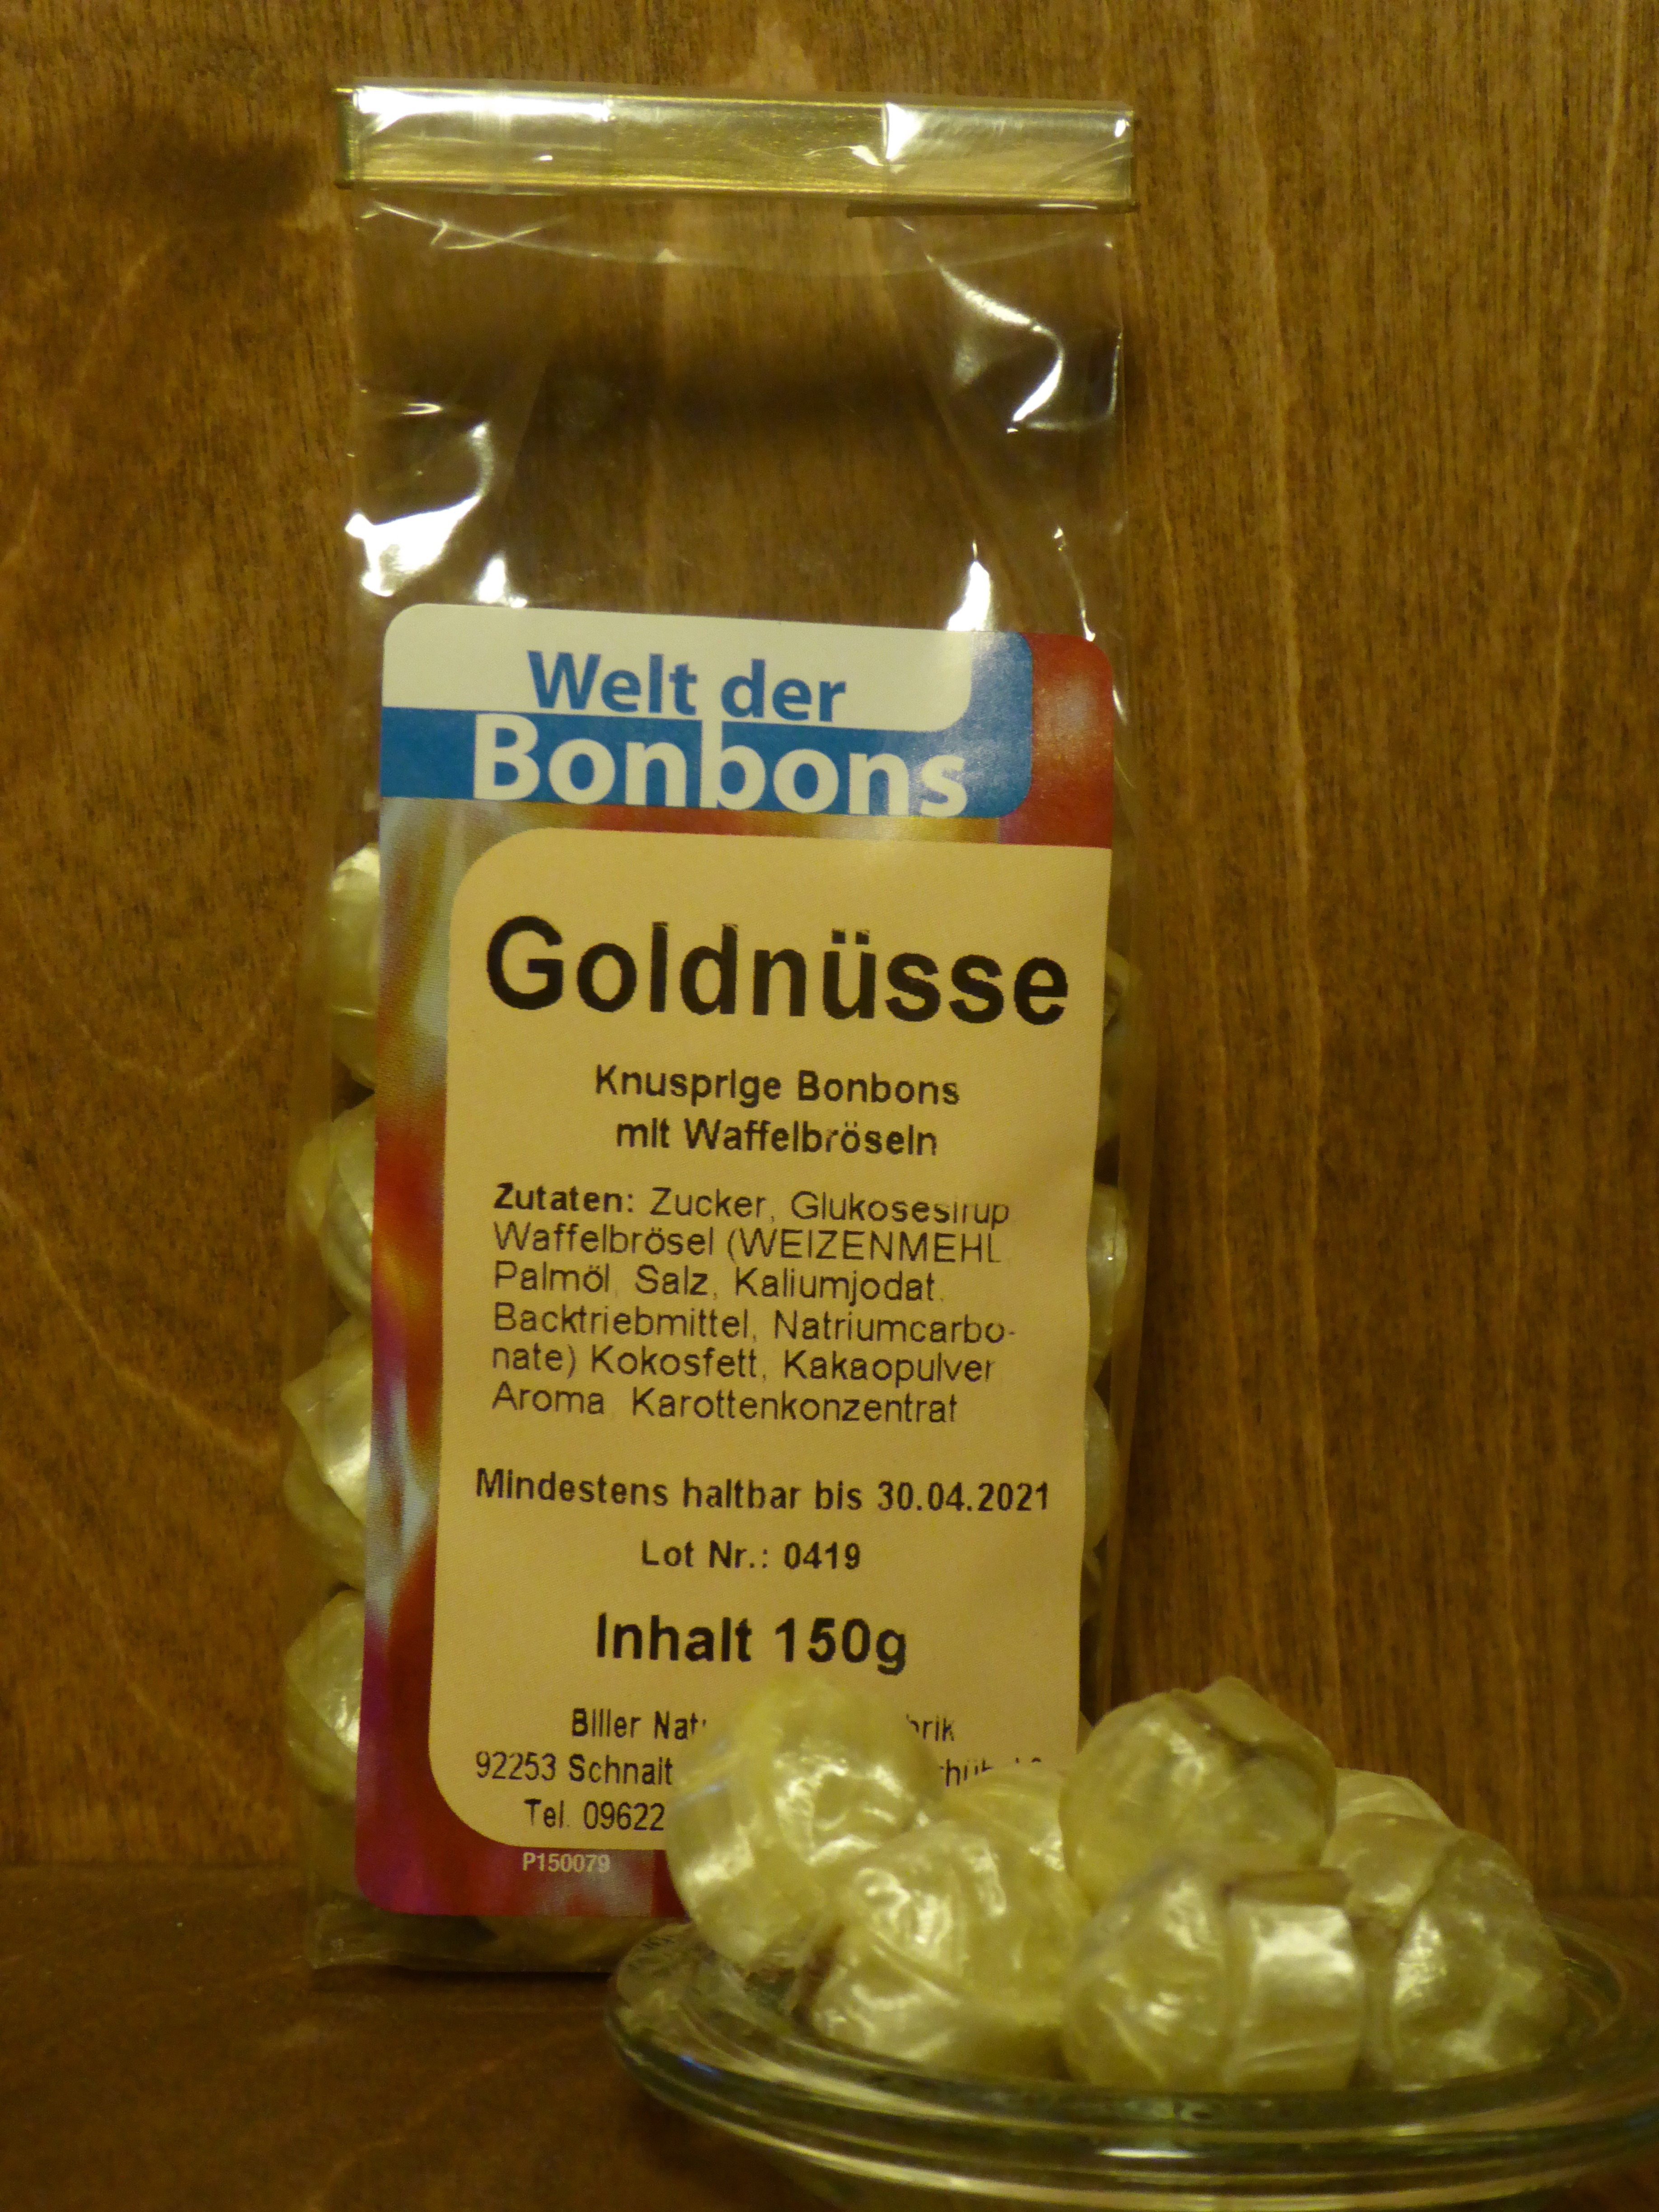 Welt der
Bonbons
Goldnüsse
Knusprige Bonbons
mit Waffelbröseln
Zutaten: Zucker, Glukosesirup
Waffelbrösel (WEIZENMEHL
Palmöl, Salz, Kaliumjodat.
Backtriebmittel, Natriumcarbo-
nate) Kokosfett, Kakaopulver
Aroma Karottenkonzentrat
Mindestens haltbar bis 30.04.2021
Lot Nr.: 0419
Inhalt 150g
Biller
92253 Schnait
Tel. 09622
P150079